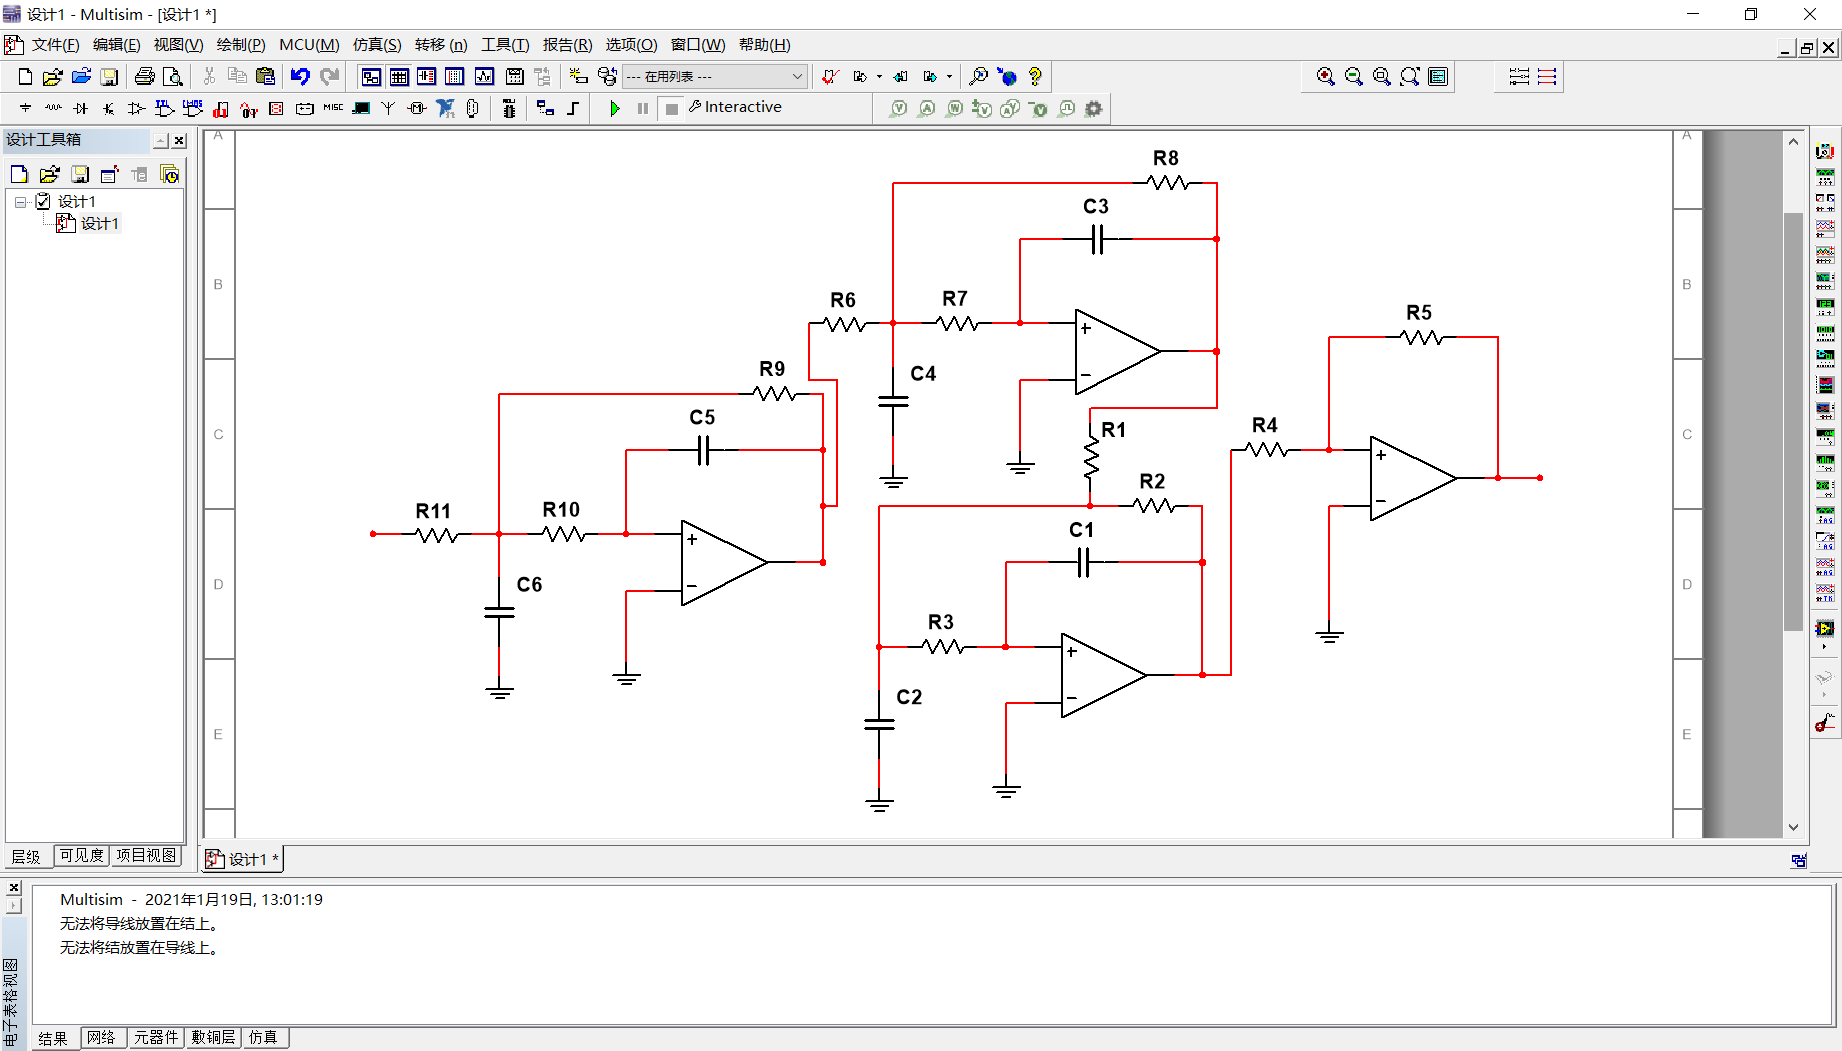 设计1 - Multisim - [设计1 *]
文件(F) 编辑(E) 视图(V) 绘制(P) MCU(M) 仿真(S) 转移 (n) 工具(T) 报告(R) 选项(O) 窗口(W) 帮助(H)
--- 在用列表 ---
MISC Interactive
设计工具箱
设计1
设计1
A A
B B
C C
D D
E E
R8
C3
R6 R7
R5
R9
C4
C5
R1
R4
R2
R11 R10
C1
C6
R3
C2
层级 可见度 项目视图
设计1 *
Multisim - 2021年1月19日, 13:01:19
无法将导线放置在结上。
无法将结放置在导线上。
电子表格视图
结果 网络 元器件 敷铜层 仿真